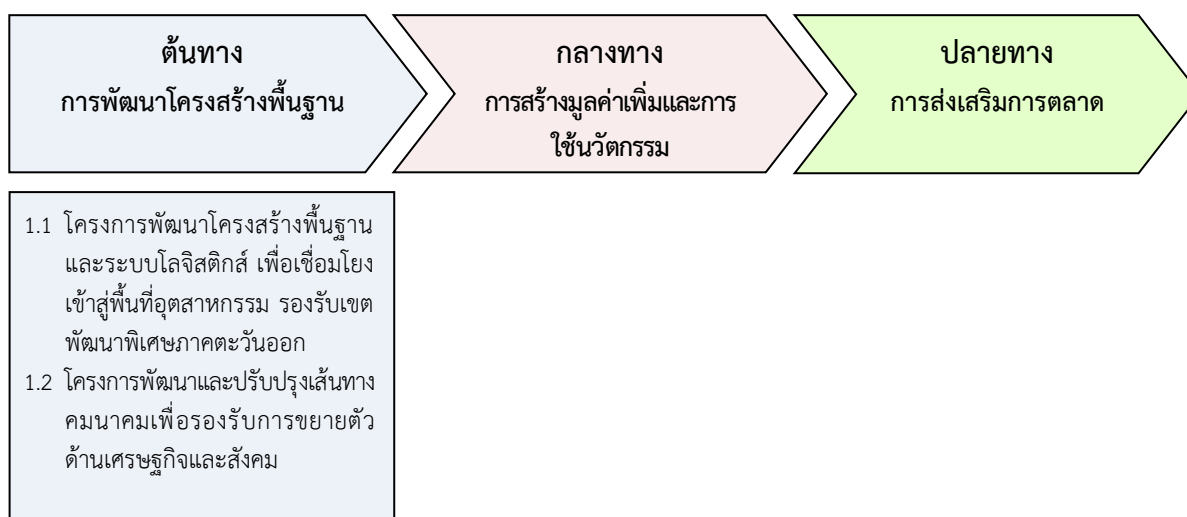 ต้นทาง
การพัฒนาโครงสร้างพื้นฐาน
กลางทาง
การสร้างมูลค่าเพิ่มและการ
ใช้นวัตกรรม
ปลายทาง
การส่งเสริมการตลาด
1.1 โครงการพัฒนาโครงสร้างพื้นฐาน
และระบบโลจิสติกส์ เพื่อเชื่อมโยง
เข้าสู่พื้นที่อุตสาหกรรม รองรับเขต
พัฒนาพิเศษภาคตะวันออก
1.2 โครงการพัฒนาและปรับปรุงเส้นทาง
คมนาคมเพื่อรองรับการขยายตัว
ด้านเศรษฐกิจและสังคม